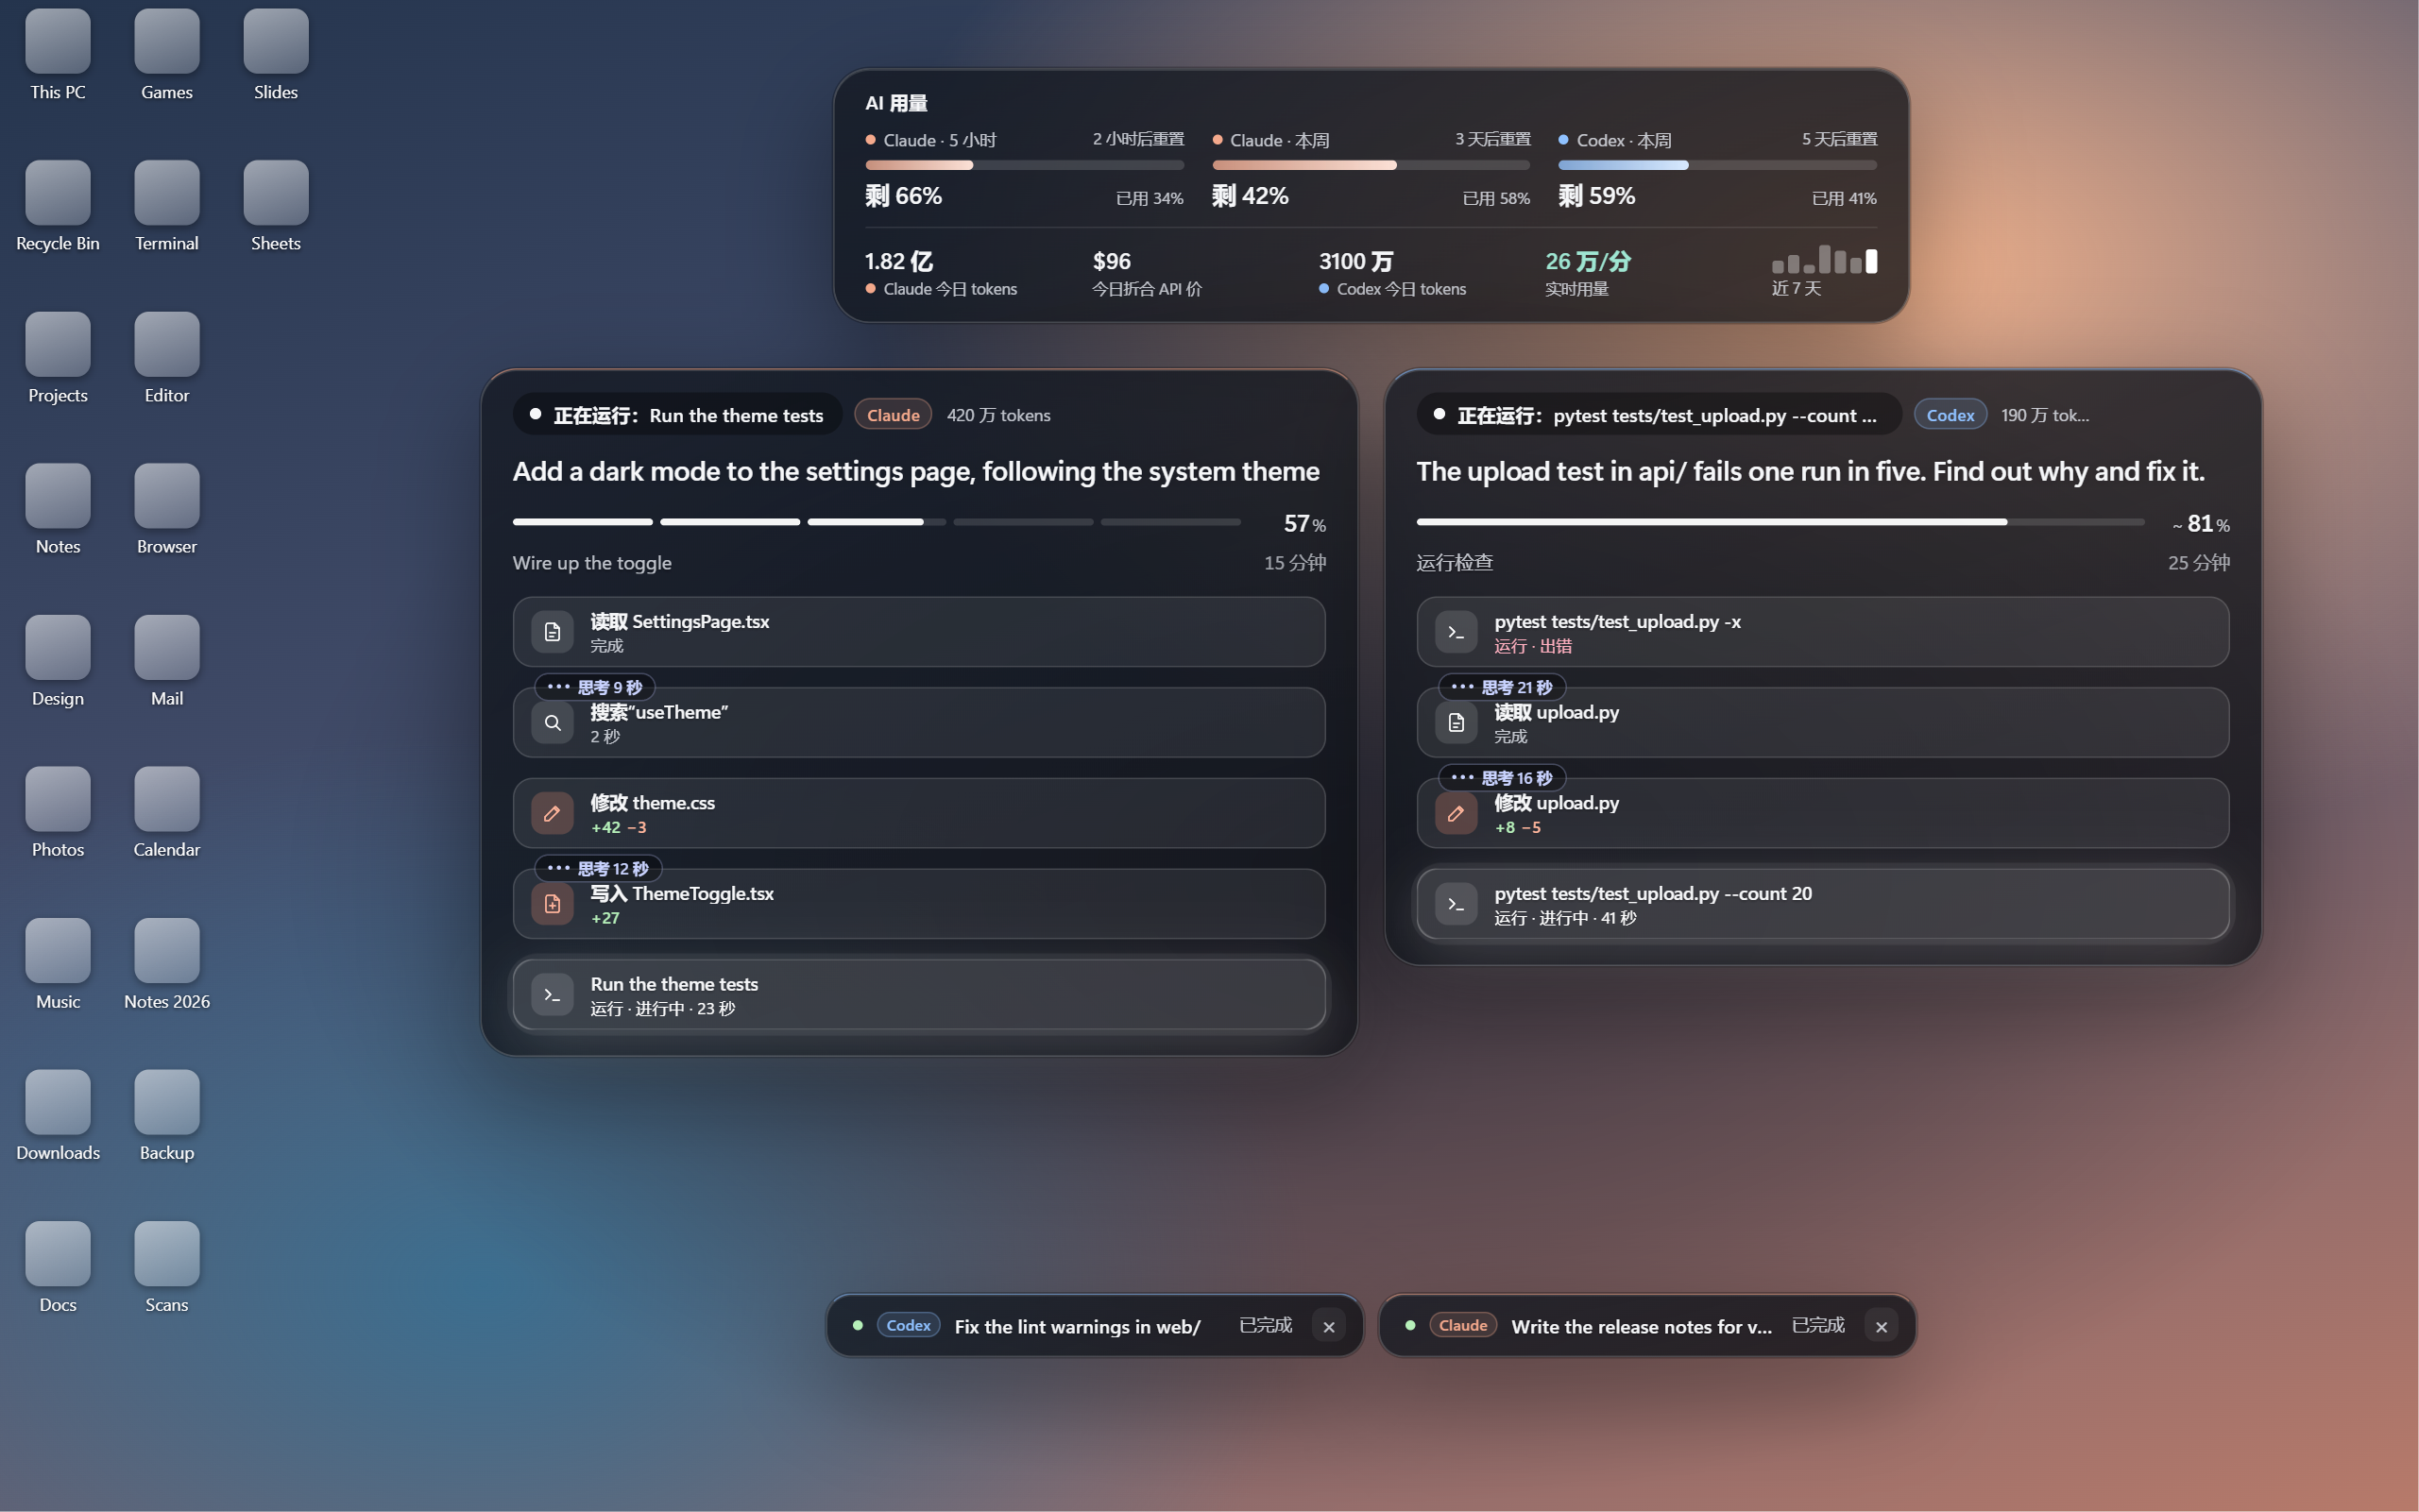 This PC
Games
Slides
Recycle Bin
Terminal
Sheets
Projects
Editor
Notes
Browser
Design
Mail
Photos
Calendar
Music
Notes 2026
Downloads
Backup
Docs
Scans
AI 用量
Claude · 5 小时
2 小时后重置
剩 66%
已用 34%
Claude · 本周
3 天后重置
剩 42%
已用 58%
Codex · 本周
5 天后重置
剩 59%
已用 41%
1.82 亿
Claude 今日 tokens
$96
今日折合 API 价
3100 万
Codex 今日 tokens
26 万/分
实时用量
近 7 天
正在运行：Run the theme tests
Claude
420 万 tokens
Add a dark mode to the settings page, following the system theme
57%
Wire up the toggle
15 分钟
读取 SettingsPage.tsx
完成
··· 思考 9 秒
搜索“useTheme”
2 秒
修改 theme.css
+42 −3
··· 思考 12 秒
写入 ThemeToggle.tsx
+27
Run the theme tests
运行 · 进行中 · 23 秒
正在运行：pytest tests/test_upload.py --count ...
Codex
190 万 tok...
The upload test in api/ fails one run in five. Find out why and fix it.
~ 81%
运行检查
25 分钟
pytest tests/test_upload.py -x
运行 · 出错
··· 思考 21 秒
读取 upload.py
完成
··· 思考 16 秒
修改 upload.py
+8 −5
pytest tests/test_upload.py --count 20
运行 · 进行中 · 41 秒
Codex
Fix the lint warnings in web/
已完成
Claude
Write the release notes for v...
已完成